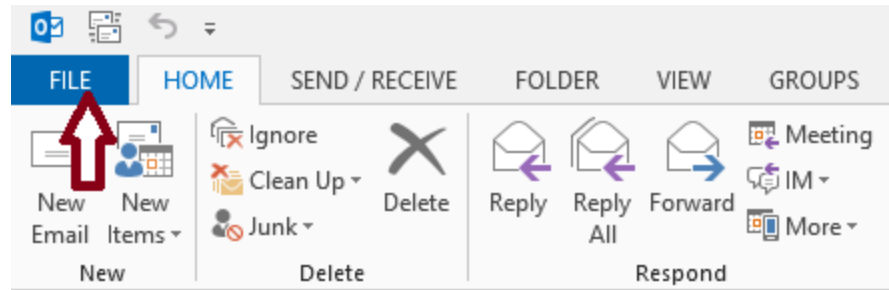 FILE HOME SEND / RECEIVE FOLDER VIEW GROUPS
New Email
New Items
Ignore
Clean Up
Junk
Delete
Reply
Reply All
Forward
Meeting
IM
More
New Delete Respond